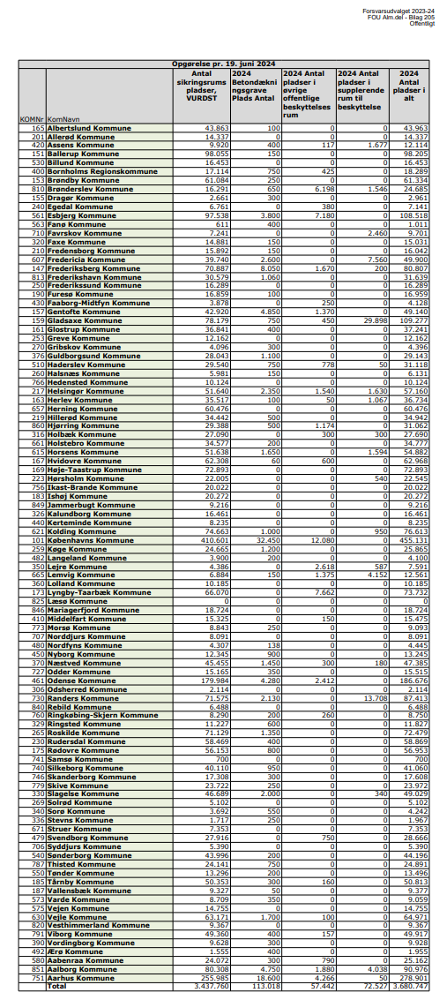 Forsvarsudvalget 2023-24
FOU Alm.del - Bilag 205
Offentligt
Opgørelse pr. 19. juni 2024
KOMNr KomNavn Antal sikringsrums pladser, VURDST 2024 Betondækningsgrave Plads Antal 2024 Antal pladser i øvrige offentlige beskyttelses rum 2024 Antal pladser i supplerende rum til beskyttelse 2024 Antal pladser i alt
165 Albertslund Kommune 43.863 100 0 0 43.963
201 Allerød Kommune 14.337 0 0 0 14.337
420 Assens Kommune 9.920 400 117 1.677 12.114
151 Ballerup Kommune 98.055 150 0 0 98.205
530 Billund Kommune 16.453 0 0 0 16.453
400 Bornholms Regionskommune 17.114 750 425 0 18.289
153 Brøndby Kommune 61.084 250 0 0 61.334
810 Brønderslev Kommune 16.291 650 6.198 1.546 24.685
155 Dragør Kommune 2.661 300 0 0 2.961
240 Egedal Kommune 6.761 0 380 0 7.141
561 Esbjerg Kommune 97.538 3.800 7.180 0 108.518
563 Fanø Kommune 611 400 0 0 1.011
710 Favrskov Kommune 7.241 0 0 2.460 9.701
320 Faxe Kommune 14.881 150 0 0 15.031
210 Fredensborg Kommune 15.892 150 0 0 16.042
607 Fredericia Kommune 39.740 2.600 0 7.560 49.900
147 Frederiksberg Kommune 70.887 8.050 1.670 200 80.807
813 Frederikshavn Kommune 30.579 1.060 0 0 31.639
250 Frederikssund Kommune 16.289 0 0 0 16.289
190 Furesø Kommune 16.859 100 0 0 16.959
430 Faaborg-Midtfyn Kommune 3.878 0 250 0 4.128
157 Gentofte Kommune 42.920 4.850 1.370 0 49.140
159 Gladsaxe Kommune 78.179 750 450 29.898 109.277
161 Glostrup Kommune 36.841 400 0 0 37.241
253 Greve Kommune 12.162 0 0 0 12.162
270 Gribskov Kommune 4.096 300 0 0 4.396
376 Guldborgsund Kommune 28.043 1.100 0 0 29.143
510 Haderslev Kommune 29.540 750 778 50 31.118
260 Halsnæs Kommune 5.981 150 0 0 6.131
766 Hedensted Kommune 10.124 0 0 0 10.124
217 Helsingør Kommune 51.640 2.350 1.540 1.630 57.160
163 Herlev Kommune 35.517 100 50 1.067 36.734
657 Herning Kommune 60.476 0 0 0 60.476
219 Hillerød Kommune 34.442 500 0 0 34.942
860 Hjørring Kommune 29.388 500 1.174 0 31.062
316 Holbæk Kommune 27.090 0 300 300 27.690
661 Holstebro Kommune 34.577 200 0 0 34.777
615 Horsens Kommune 51.638 1.650 0 1.594 54.882
167 Hvidovre Kommune 62.308 60 600 0 62.968
169 Høje-Taastrup Kommune 72.893 0 0 0 72.893
223 Hørsholm Kommune 22.005 0 0 540 22.545
756 Ikast-Brande Kommune 20.022 0 0 0 20.022
183 Ishøj Kommune 20.272 0 0 0 20.272
849 Jammerbugt Kommune 9.216 0 0 0 9.216
326 Kalundborg Kommune 16.461 0 0 0 16.461
440 Kerteminde Kommune 8.235 0 0 0 8.235
621 Kolding Kommune 74.663 1.000 0 950 76.613
101 Københavns Kommune 410.601 32.450 12.080 0 455.131
259 Køge Kommune 24.665 1.200 0 0 25.865
482 Langeland Kommune 3.900 200 0 0 4.100
350 Lejre Kommune 4.386 0 2.618 587 7.591
665 Lemvig Kommune 6.884 150 1.375 4.152 12.561
360 Lolland Kommune 10.185 0 0 0 10.185
173 Lyngby-Taarbæk Kommune 66.070 0 7.662 0 73.732
825 Læsø Kommune 0 0 0 0 0
846 Mariagerfjord Kommune 18.724 0 0 0 18.724
410 Middelfart Kommune 15.325 0 150 0 15.475
773 Morsø Kommune 8.843 250 0 0 9.093
707 Norddjurs Kommune 8.091 0 0 0 8.091
480 Nordfyns Kommune 4.307 138 0 0 4.445
450 Nyborg Kommune 12.345 900 0 0 13.245
370 Næstved Kommune 45.455 1.450 300 180 47.385
727 Odder Kommune 15.165 350 0 0 15.515
461 Odense Kommune 179.984 4.280 2.412 0 186.676
306 Odsherred Kommune 2.114 0 0 0 2.114
730 Randers Kommune 71.575 2.130 0 13.708 87.413
840 Rebild Kommune 6.488 0 0 0 6.488
760 Ringkøbing-Skjern Kommune 8.290 200 260 0 8.750
329 Ringsted Kommune 11.227 600 0 0 11.827
265 Roskilde Kommune 71.129 1.350 0 0 72.479
230 Rudersdal Kommune 58.469 400 0 0 58.869
175 Rødovre Kommune 56.153 800 0 0 56.953
741 Samsø Kommune 700 0 0 0 700
740 Silkeborg Kommune 40.110 950 0 0 41.060
746 Skanderborg Kommune 17.308 300 0 0 17.608
779 Skive Kommune 23.722 250 0 0 23.972
330 Slagelse Kommune 46.689 2.000 0 340 49.029
269 Solrød Kommune 5.102 0 0 0 5.102
340 Sorø Kommune 3.692 550 0 0 4.242
336 Stevns Kommune 1.717 250 0 0 1.967
671 Struer Kommune 7.353 0 0 0 7.353
479 Svendborg Kommune 27.916 0 750 0 28.666
706 Syddjurs Kommune 5.390 0 0 0 5.390
540 Sønderborg Kommune 43.996 200 0 0 44.196
787 Thisted Kommune 24.141 750 0 0 24.891
550 Tønder Kommune 13.296 200 0 0 13.496
185 Tårnby Kommune 50.353 300 160 0 50.813
187 Vallensbæk Kommune 9.327 50 0 0 9.377
573 Varde Kommune 8.709 350 0 0 9.059
575 Vejen Kommune 14.755 0 0 0 14.755
630 Vejle Kommune 63.171 1.700 100 0 64.971
820 Vesthimmerland Kommune 9.367 0 0 0 9.367
791 Viborg Kommune 49.360 400 157 0 49.917
390 Vordingborg Kommune 9.628 300 0 0 9.928
492 Ærø Kommune 1.555 400 0 0 1.955
580 Aabenraa Kommune 24.072 300 790 0 25.162
851 Aalborg Kommune 80.308 4.750 1.880 4.038 90.976
751 Aarhus Kommune 255.985 18.600 4.266 50 278.901
Total 3.437.760 113.018 57.442 72.527 3.680.747